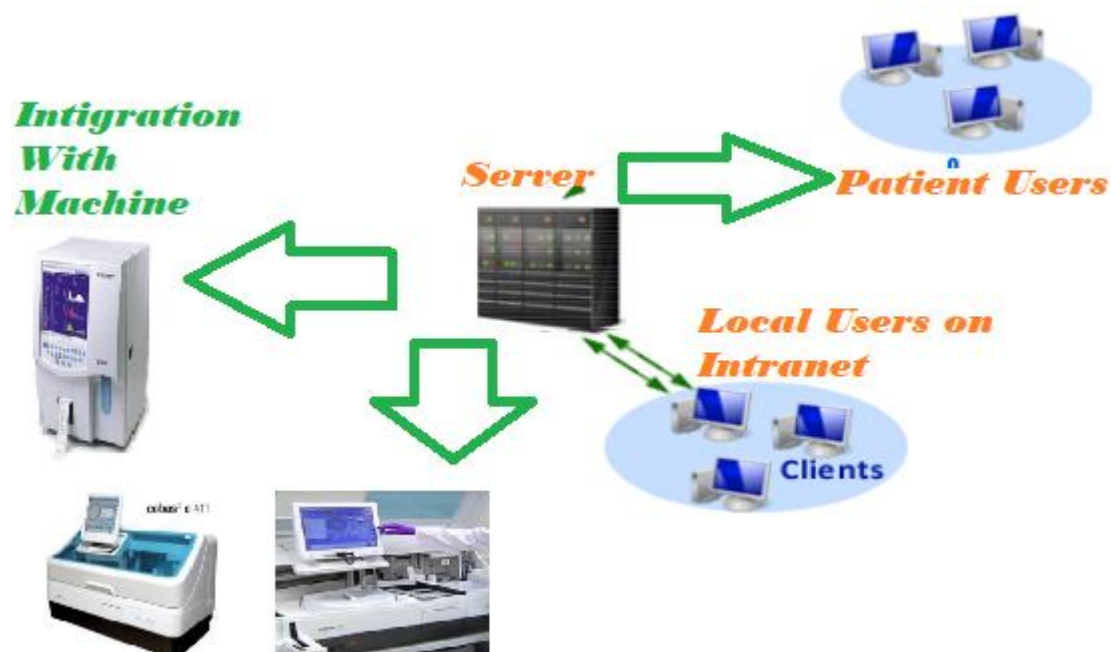 Intigration
With
Machine
Server
Patient Users
Local Users on
Intranet
Clients